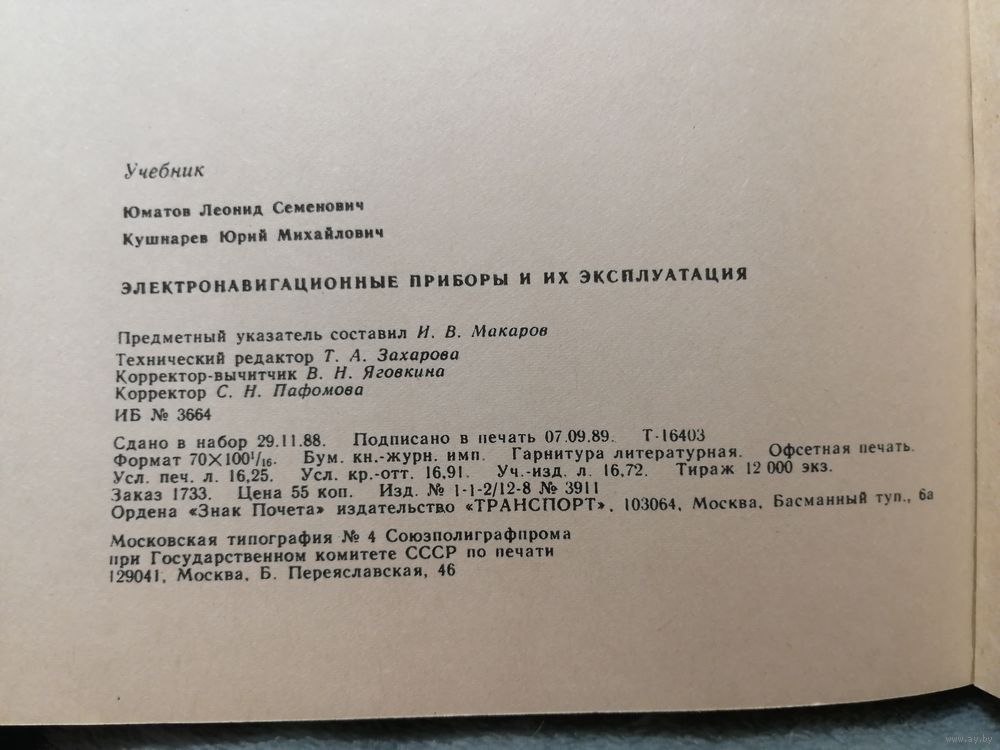 Учебник
Юматов Леонид Семенович
Кушнарев Юрий Михайлович
ЭЛЕКТРОНАВИГАЦИОННЫЕ ПРИБОРЫ И ИХ ЭКСПЛУАТАЦИЯ
Предметный указатель составил И. В. Макаров
Технический редактор Т. А. Захарова
Корректор-вычитчик В. Н. Яговкина
Корректор С. Н. Пафомова
ИБ № 3664
Сдано в набор 29.11.88. Подписано в печать 07.09.89. Т-16403
Формат 70×100¹/₁₆. Бум. кн.-журн. имп. Гарнитура литературная. Офсетная печать.
Усл. печ. л. 16,25. Усл. кр.-отт. 16,91. Уч.-изд. л. 16,72. Тираж 12 000 экз.
Заказ 1733. Цена 55 коп. Изд. № 1-1-2/12-8 № 3911
Ордена «Знак Почета» издательство «ТРАНСПОРТ», 103064, Москва, Басманный туп., 6а
Московская типография № 4 Союзполиграфпрома
при Государственном комитете СССР по печати
129041, Москва, Б. Переяславская, 46
www.ay.by